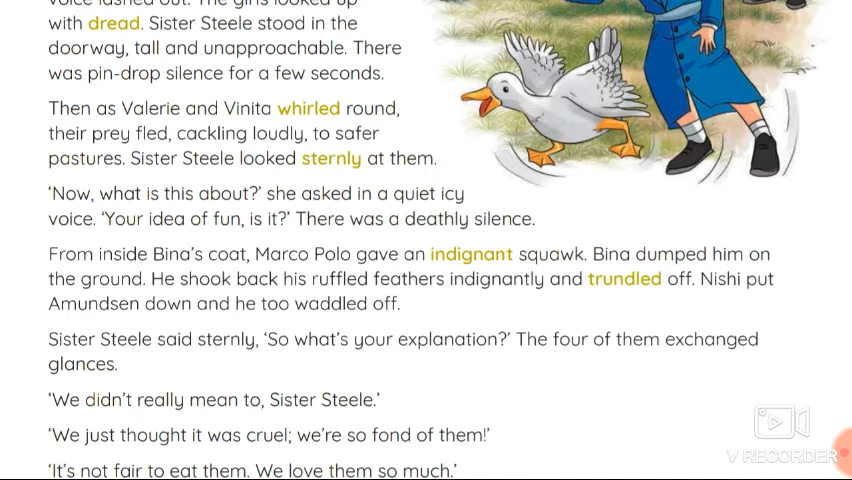 voice lashed out. The girls looked up
with dread. Sister Steele stood in the
doorway, tall and unapproachable. There
was pin-drop silence for a few seconds.
Then as Valerie and Vinita whirled round,
their prey fled, cackling loudly, to safer
pastures. Sister Steele looked sternly at them.
‘Now, what is this about?’ she asked in a quiet icy
voice. ‘Your idea of fun, is it?’ There was a deathly silence.
From inside Bina’s coat, Marco Polo gave an indignant squawk. Bina dumped him on
the ground. He shook back his ruffled feathers indignantly and trundled off. Nishi put
Amundsen down and he too waddled off.
Sister Steele said sternly, ‘So what’s your explanation?’ The four of them exchanged
glances.
‘We didn’t really mean to, Sister Steele.’
‘We just thought it was cruel; we’re so fond of them!’
‘It’s not fair to eat them. We love them so much.’
V RECORDER